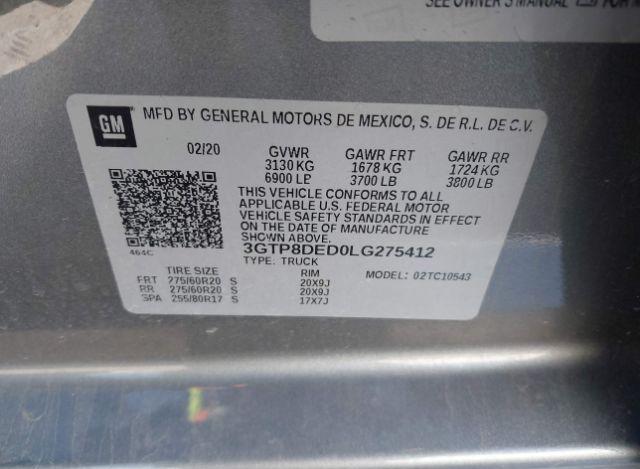 SEE OWNER'S MANUAL
GM
MFD BY GENERAL MOTORS DE MEXICO, S. DE R.L. DE C.V.
02/20 GVWR GAWR FRT GAWR RR
3130 KG 1678 KG 1724 KG
6900 LB 3700 LB 3800 LB
THIS VEHICLE CONFORMS TO ALL
APPLICABLE U.S. FEDERAL MOTOR
VEHICLE SAFETY STANDARDS IN EFFECT
ON THE DATE OF MANUFACTURE
SHOWN ABOVE.
3GTP8DED0LG275412
464C
TYPE: TRUCK
MODEL: 02TC10543
TIRE SIZE RIM
FRT 275/60R20 S 20X9J
RR 275/60R20 S 20X9J
SPA 255/80R17 S 17X7J